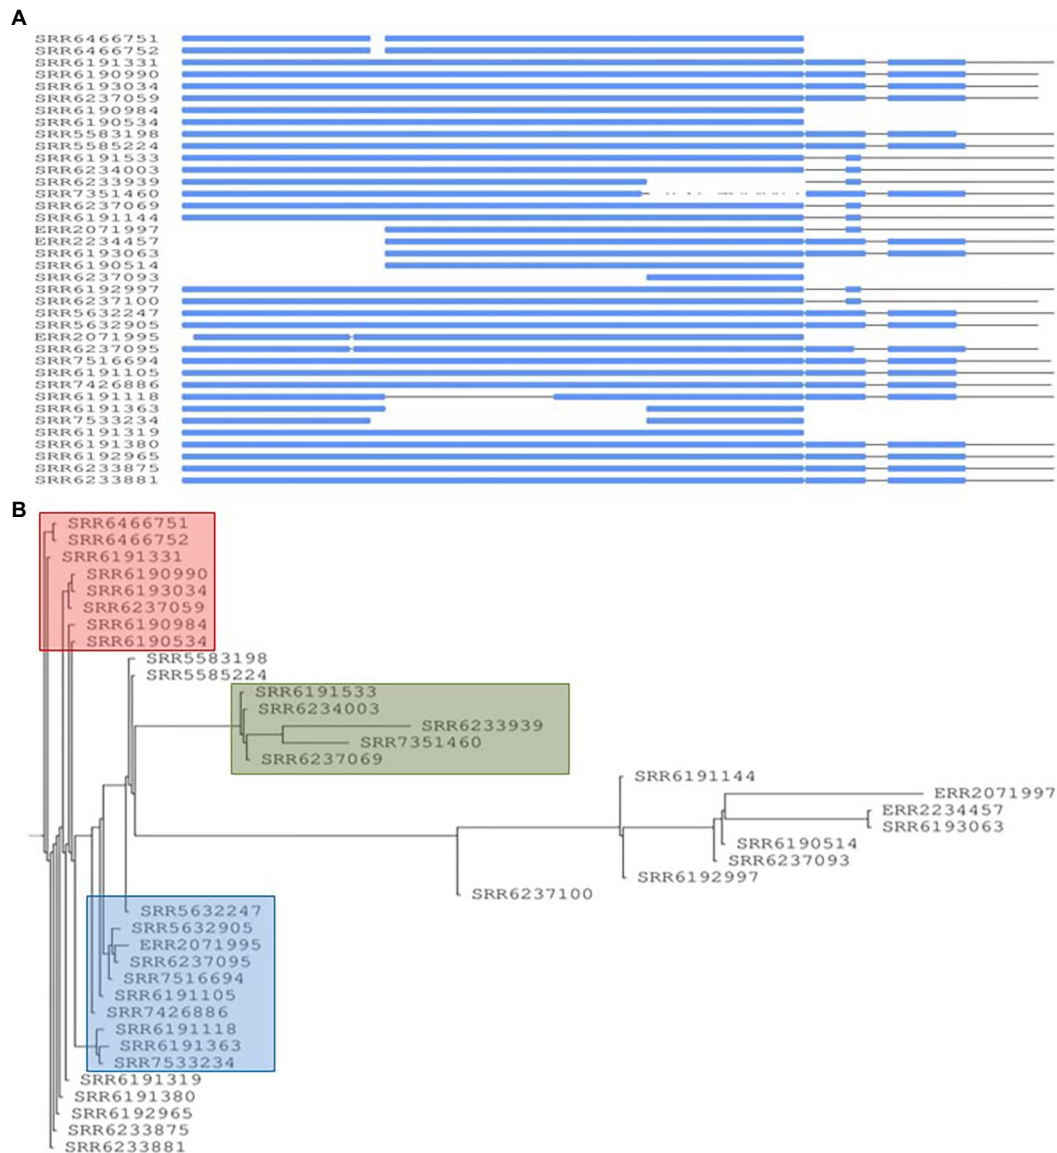 A
SRR6466751
SRR6466752
SRR6191331
SRR6190990
SRR6193034
SRR6237059
SRR6190984
SRR6190534
SRR5583198
SRR5585224
SRR6191533
SRR6234003
SRR6233939
SRR7351460
SRR6237069
SRR6191144
ERR2071997
ERR2234457
SRR6193063
SRR6190514
SRR6237093
SRR6192997
SRR6237100
SRR5632247
SRR5632905
ERR2071995
SRR6237095
SRR7516694
SRR6191105
SRR7426886
SRR6191118
SRR6191363
SRR7533234
SRR6191319
SRR6191380
SRR6192965
SRR6233875
SRR6233881
B
SRR6466751
SRR6466752
SRR6191331
SRR6190990
SRR6193034
SRR6237059
SRR6190984
SRR6190534
SRR5583198
SRR5585224
SRR6191533
SRR6234003
SRR6233939
SRR7351460
SRR6237069
SRR6191144
ERR2071997
ERR2234457
SRR6193063
SRR6190514
SRR6237093
SRR6192997
SRR6237100
SRR5632247
SRR5632905
ERR2071995
SRR6237095
SRR7516694
SRR6191105
SRR7426886
SRR6191118
SRR6191363
SRR7533234
SRR6191319
SRR6191380
SRR6192965
SRR6233875
SRR6233881